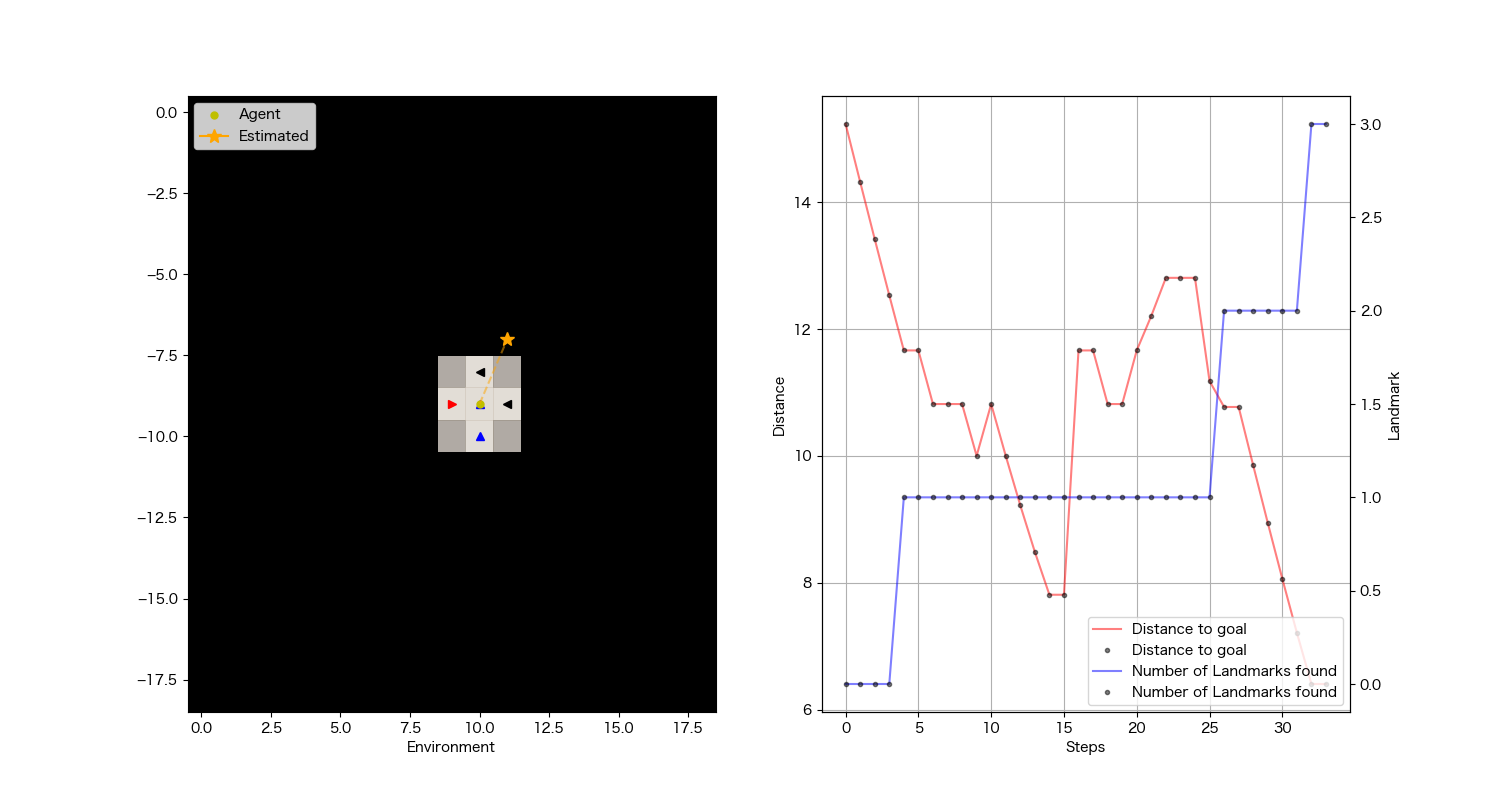 Agent
Estimated
0.0
−2.5
−5.0
−7.5
−10.0
−12.5
−15.0
−17.5
0.0 2.5 5.0 7.5 10.0 12.5 15.0 17.5
Environment
14
12
10
8
6
Distance
0 5 10 15 20 25 30
Steps
3.0
2.5
2.0
1.5
1.0
0.5
0.0
Landmark
Distance to goal
Distance to goal
Number of Landmarks found
Number of Landmarks found